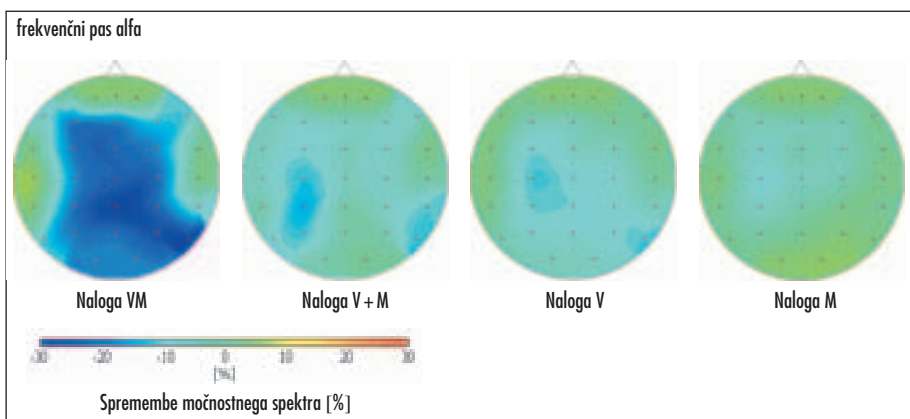 frekvenčni pas alfa
Naloga VM
Naloga V + M
Naloga V
Naloga M
-30 -20 -10 0 10 20 30
[%]
Spremembe močnostnega spektra [%]